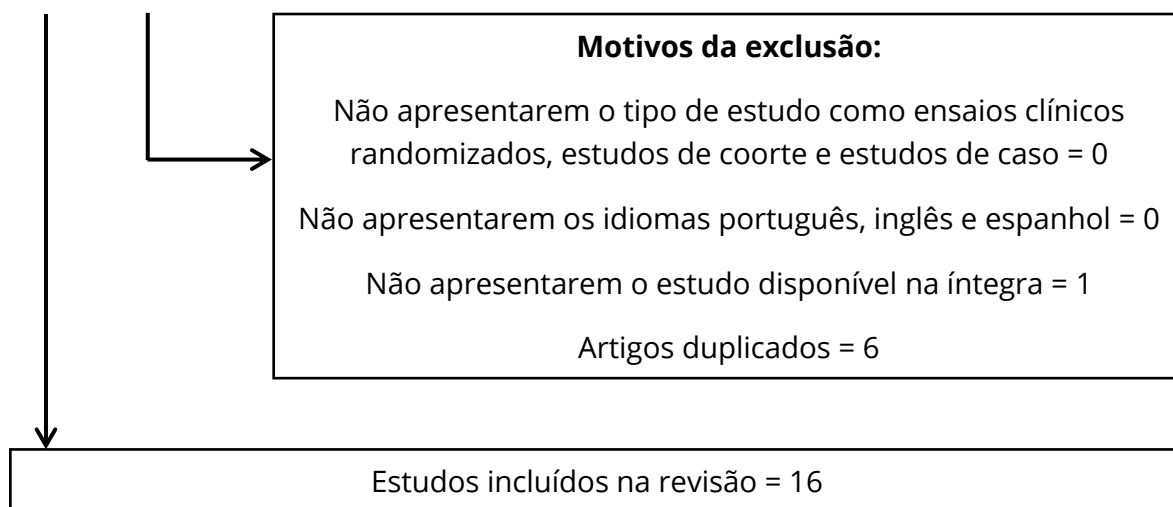 Motivos da exclusão:
Não apresentarem o tipo de estudo como ensaios clínicos
randomizados, estudos de coorte e estudos de caso = 0
Não apresentarem os idiomas português, inglês e espanhol = 0
Não apresentarem o estudo disponível na íntegra = 1
Artigos duplicados = 6
Estudos incluídos na revisão = 16